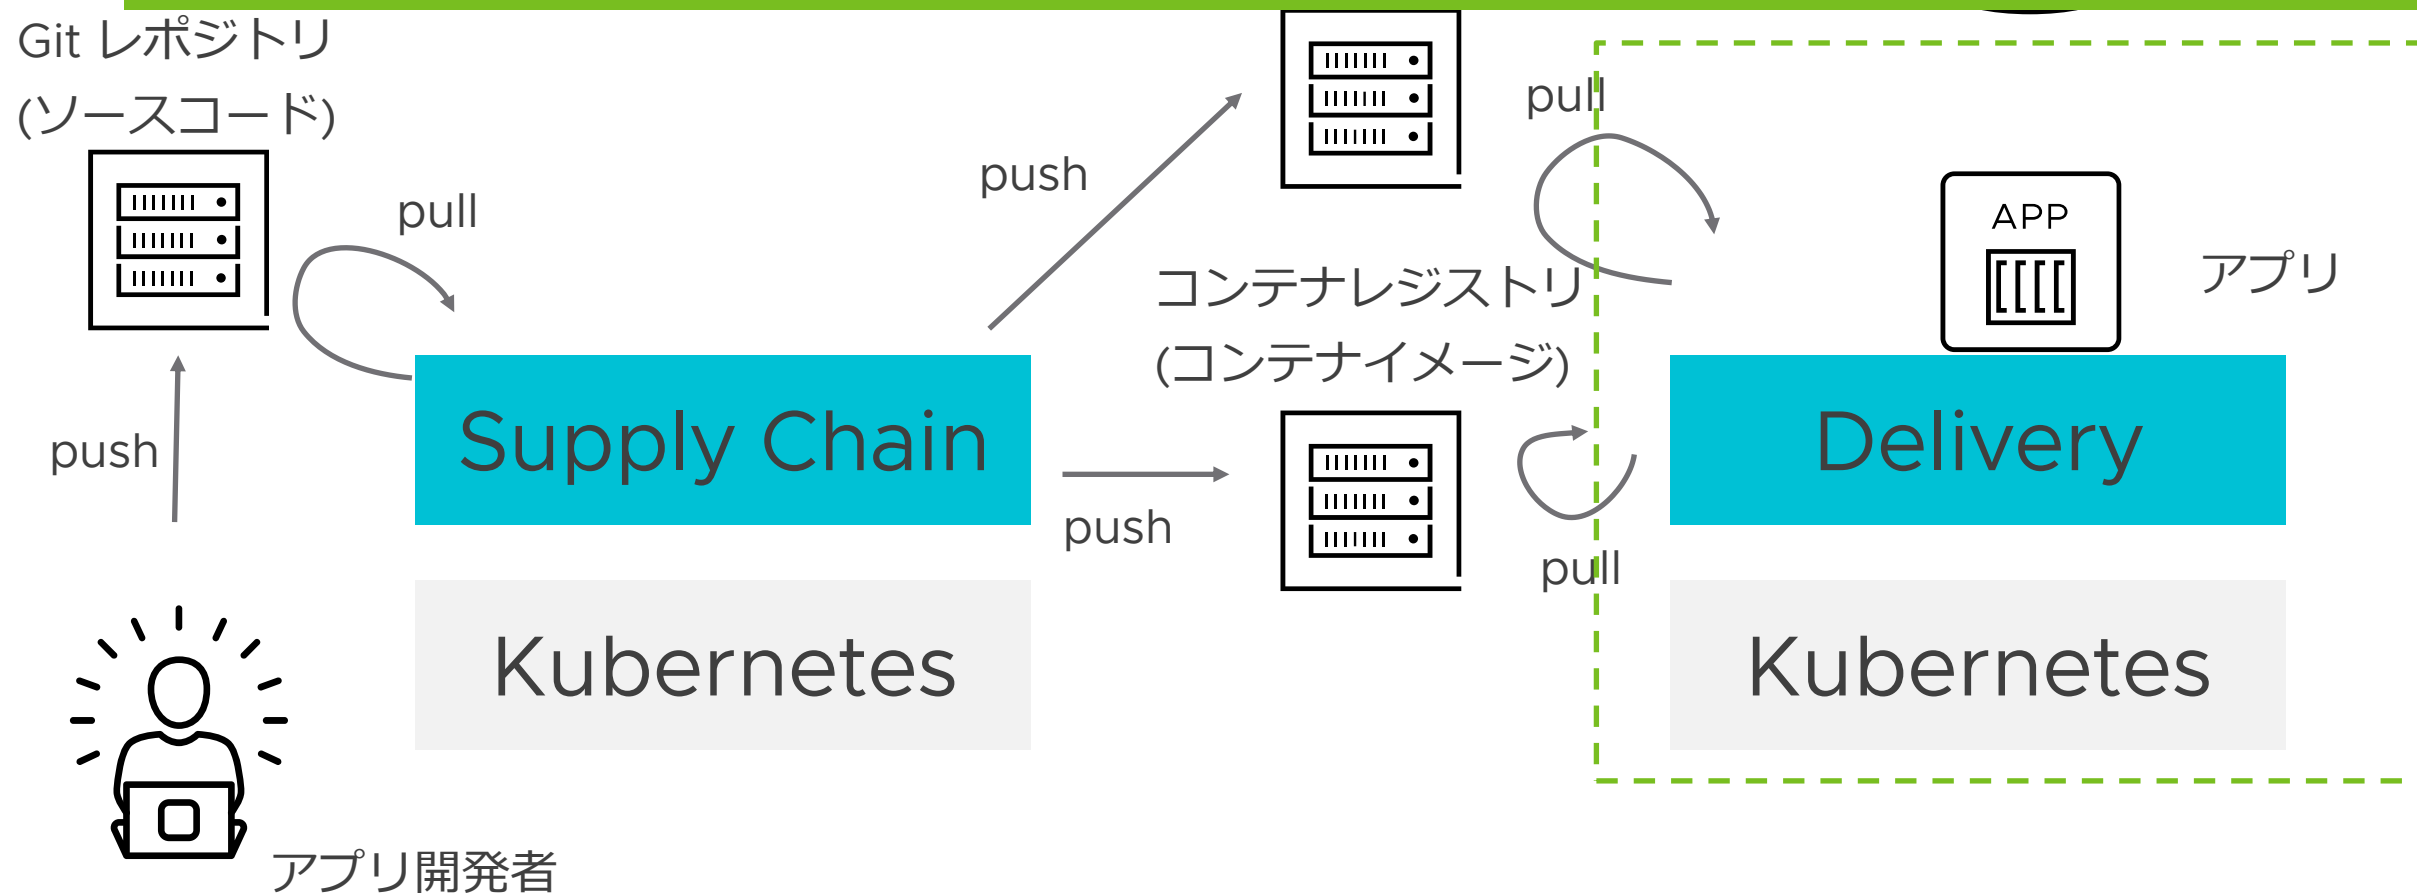 Git レポジトリ
(ソースコード)
pull
push
Supply Chain
Kubernetes
アプリ開発者
push
push
コンテナレジストリ
(コンテナイメージ)
pull
pull
APP
アプリ
Delivery
Kubernetes